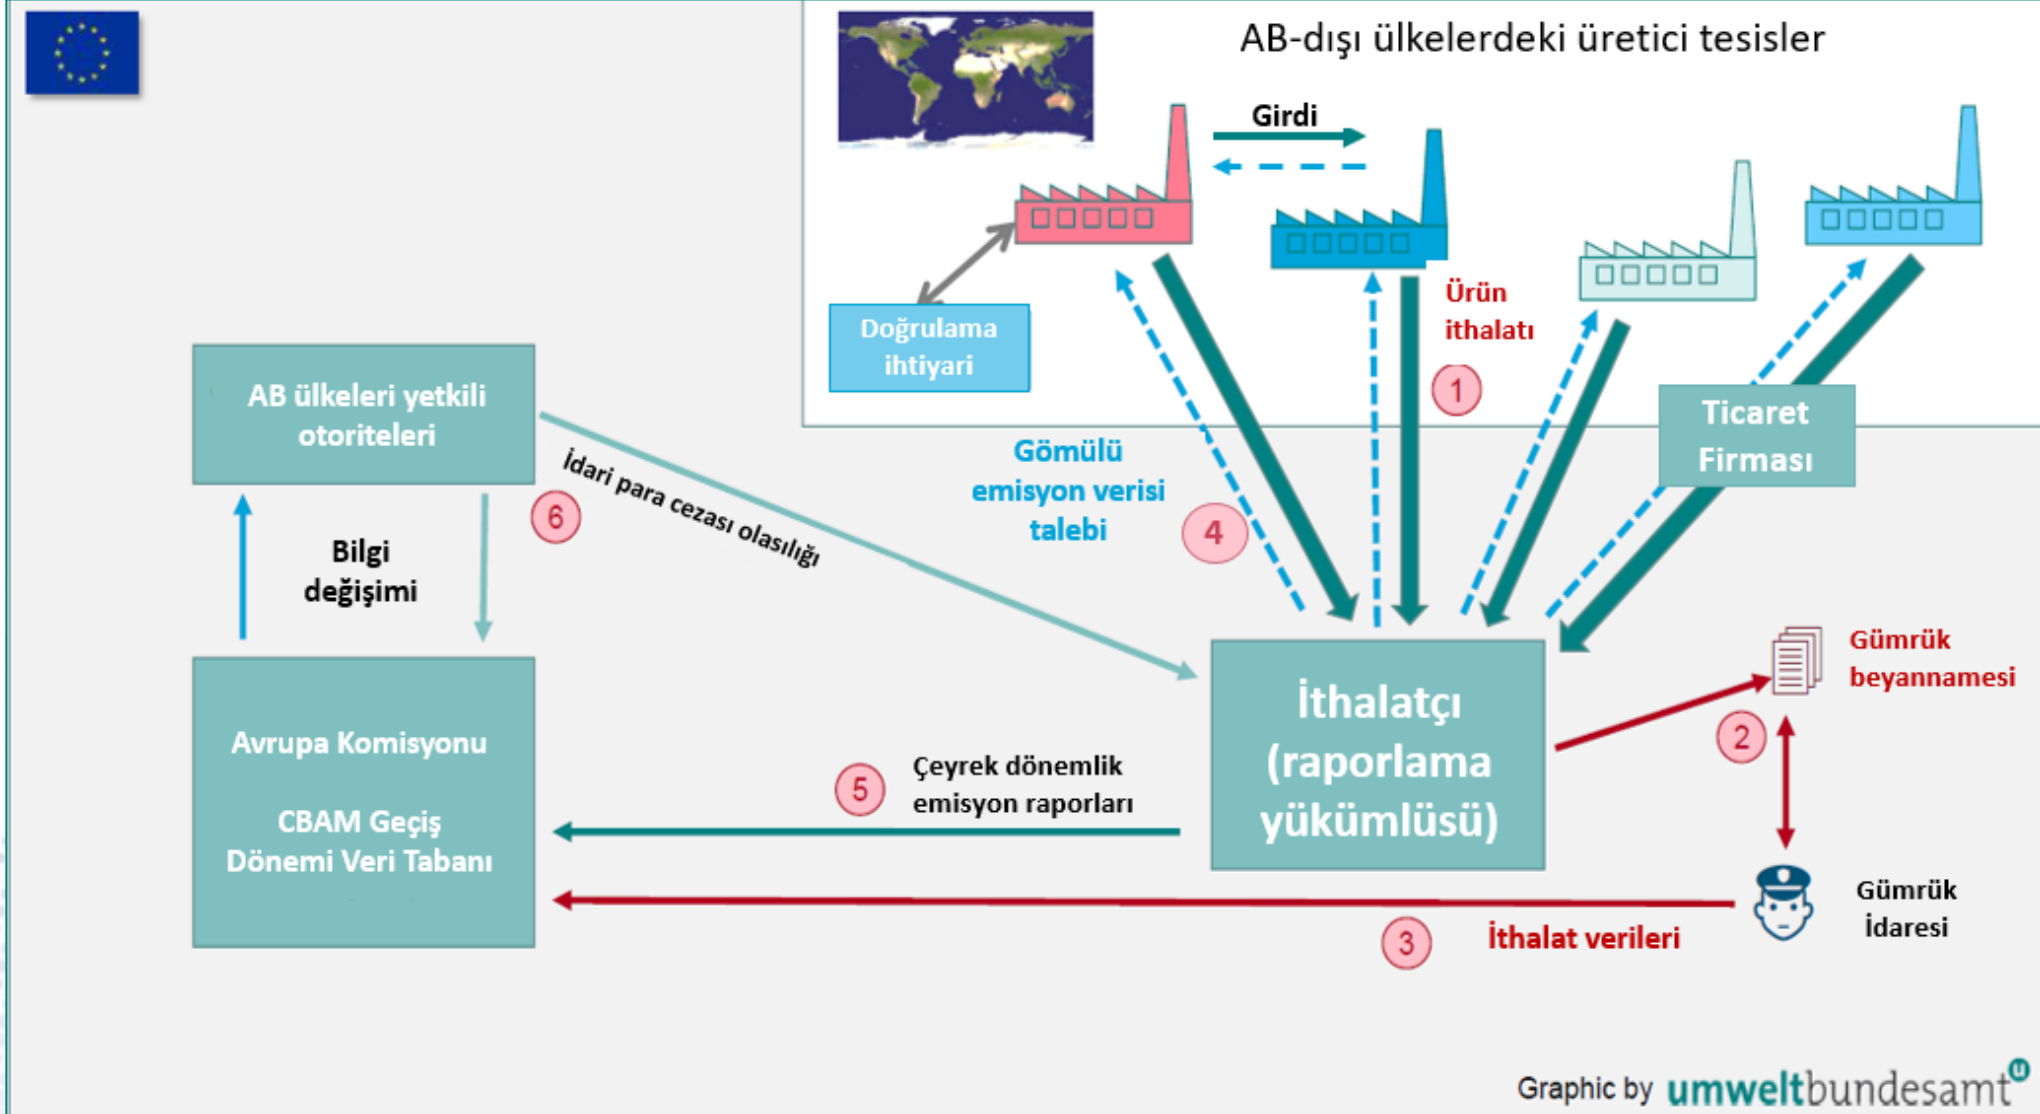 AB-dışı ülkelerdeki üretici tesisler
Girdi
Doğrulama
ihtiyari
Ürün
ithalatı
1
Ticaret
Firması
AB ülkeleri yetkili
otoriteleri
İdari para cezası olasılığı
6
Gömülü
emisyon verisi
talebi
4
Bilgi
değişimi
Avrupa Komisyonu
CBAM Geçiş
Dönemi Veri Tabanı
5
Çeyrek dönemlik
emisyon raporları
İthalatçı
(raporlama
yükümlüsü)
Gümrük
beyannamesi
2
Gümrük
İdaresi
3
İthalat verileri
Graphic by umweltbundesamt
u